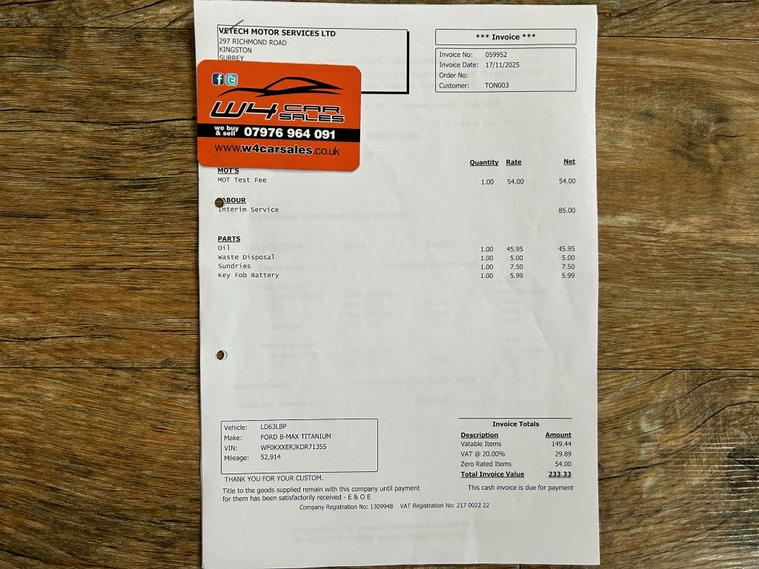 VETECH MOTOR SERVICES LTD
297 RICHMOND ROAD
KINGSTON
SURREY
*** Invoice ***
Invoice No: 059952
Invoice Date: 17/11/2025
Order No:
Customer: TON003
W4 CAR SALES
we buy & sell 07976 964 091
www.w4carsales.co.uk
Quantity Rate Net
MOT'S
MOT Test Fee 1.00 54.00 54.00
LABOUR
Interim Service 85.00
PARTS
Oil 1.00 45.95 45.95
Waste Disposal 1.00 5.00 5.00
Sundries 1.00 7.50 7.50
Key Fob Battery 1.00 5.99 5.99
Vehicle: LD63LBP
Make: FORD B-MAX TITANIUM
VIN: WF0KXXERJKDR71355
Mileage: 52,914
Invoice Totals
Description Amount
Vatable Items 149.44
VAT @ 20.00% 29.89
Zero Rated Items 54.00
Total Invoice Value 233.33
THANK YOU FOR YOUR CUSTOM.
Title to the goods supplied remain with this company until payment
for them has been satisfactorily received - E & O E
This cash invoice is due for payment
Company Registration No: 1309948 VAT Registration No: 217 0022 22